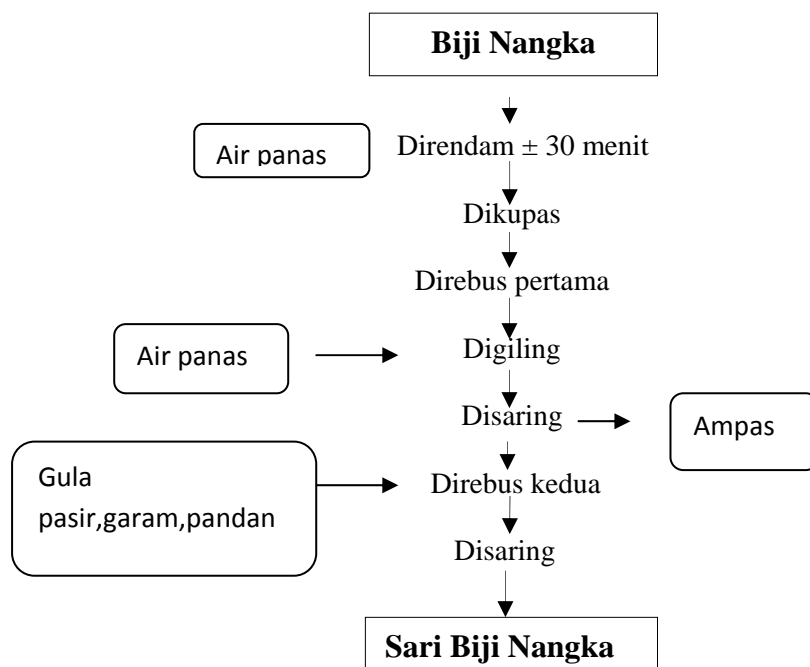 Biji Nangka
Air panas
Direndam ± 30 menit
Dikupas
Direbus pertama
Air panas
Digiling
Disaring
Ampas
Gula
pasir,garam,pandan
Direbus kedua
Disaring
Sari Biji Nangka